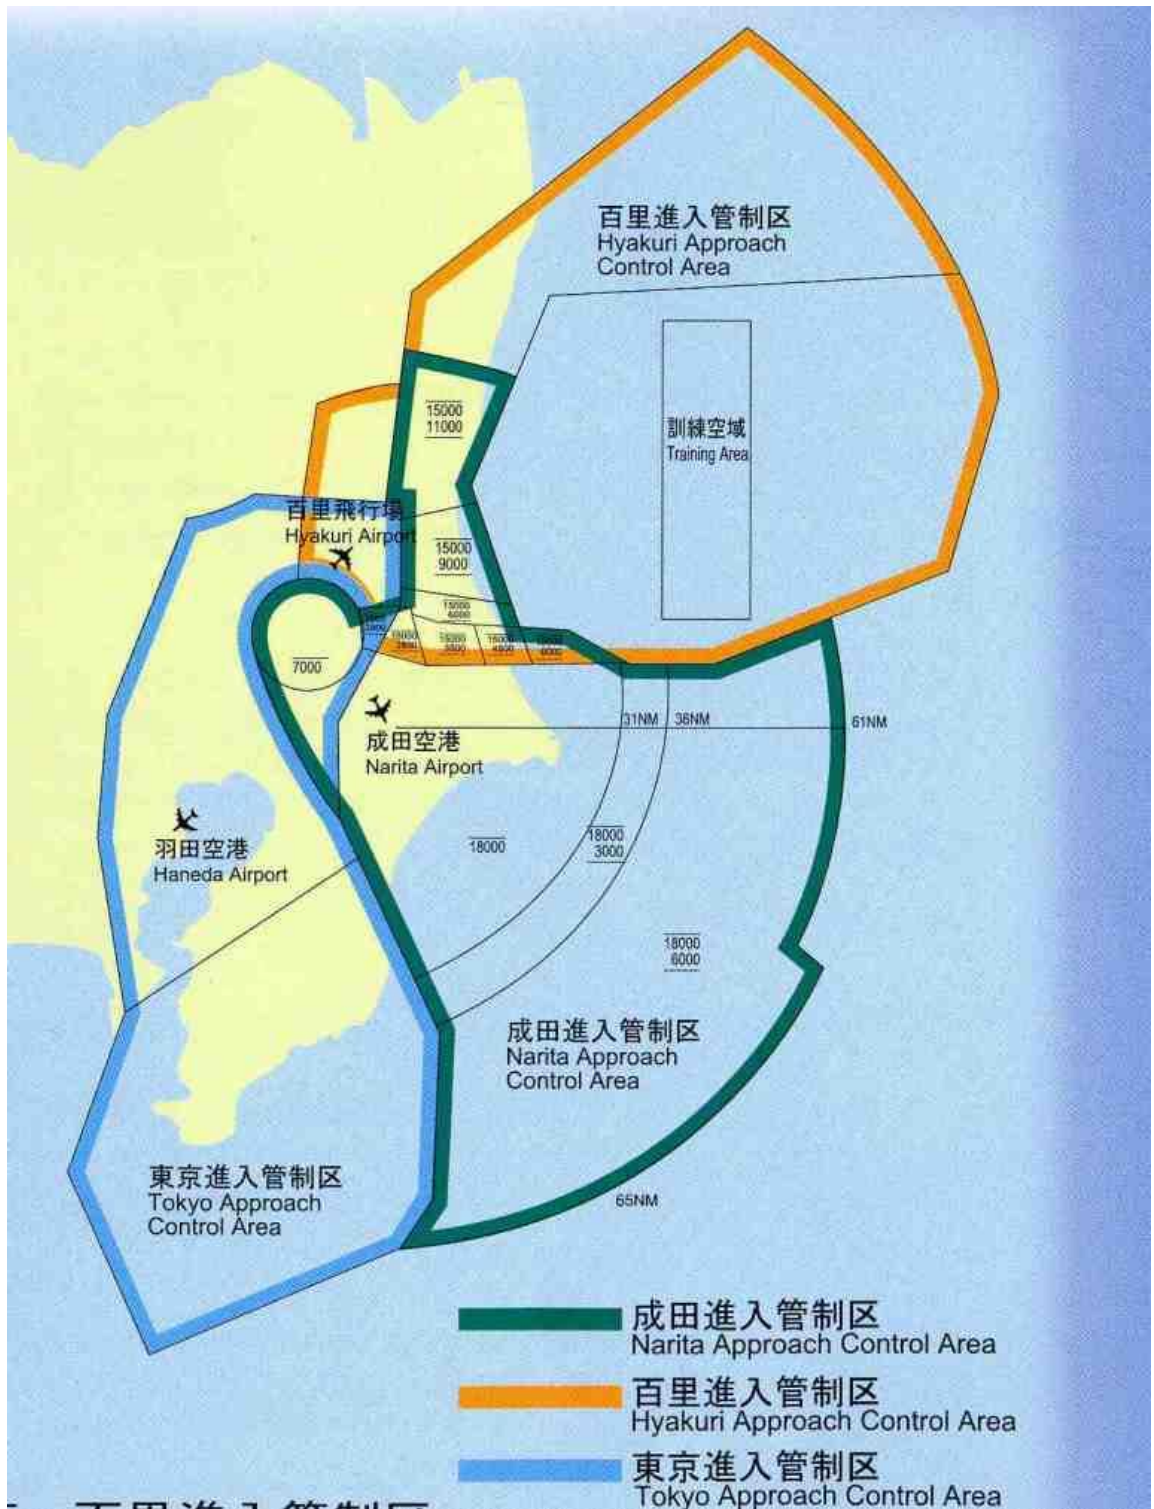 百里進入管制区
Hyakuri Approach
Control Area
15000
11000
訓練空域
Training Area
百里飛行場
Hyakuri Airport
15000
9000
15000
6000
7000
成田空港
Narita Airport
31NM
36NM
61NM
羽田空港
Haneda Airport
18000
18000
3000
18000
6000
成田進入管制区
Narita Approach
Control Area
東京進入管制区
Tokyo Approach
Control Area
65NM
成田進入管制区
Narita Approach Control Area
百里進入管制区
Hyakuri Approach Control Area
東京進入管制区
Tokyo Approach Control Area